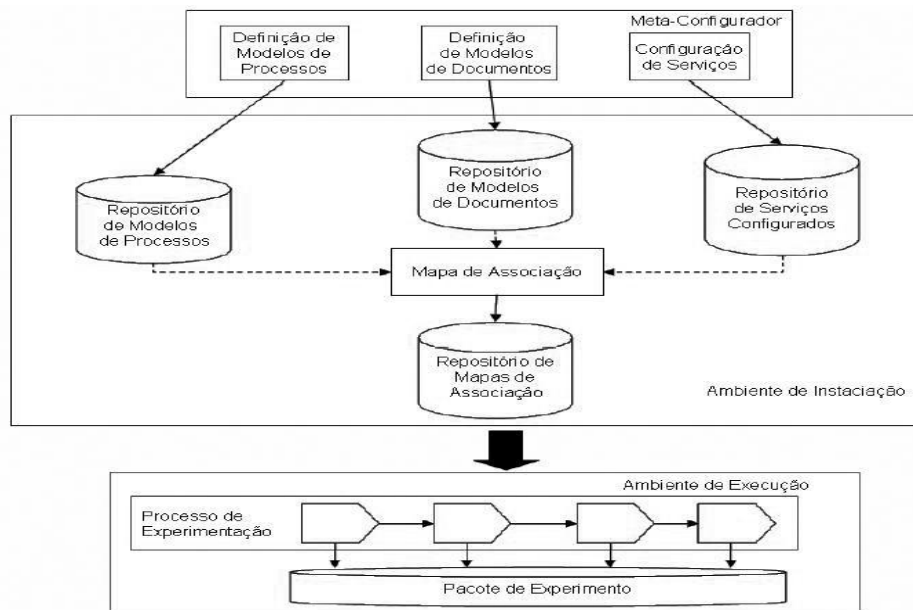 Meta-Configurador
Definição de
Modelos de
Processos
Definição
de Modelos
de Documentos
Configuração
de Serviços
Repositório
de Modelos
de Processos
Repositório
de Modelos
de Documentos
Repositório
de Serviços
Configurados
Mapa de Associação
Repositório de
Mapas de
Associação
Ambiente de Instaciação
Ambiente de Execução
Processo de
Experimentação
Pacote de Experimento